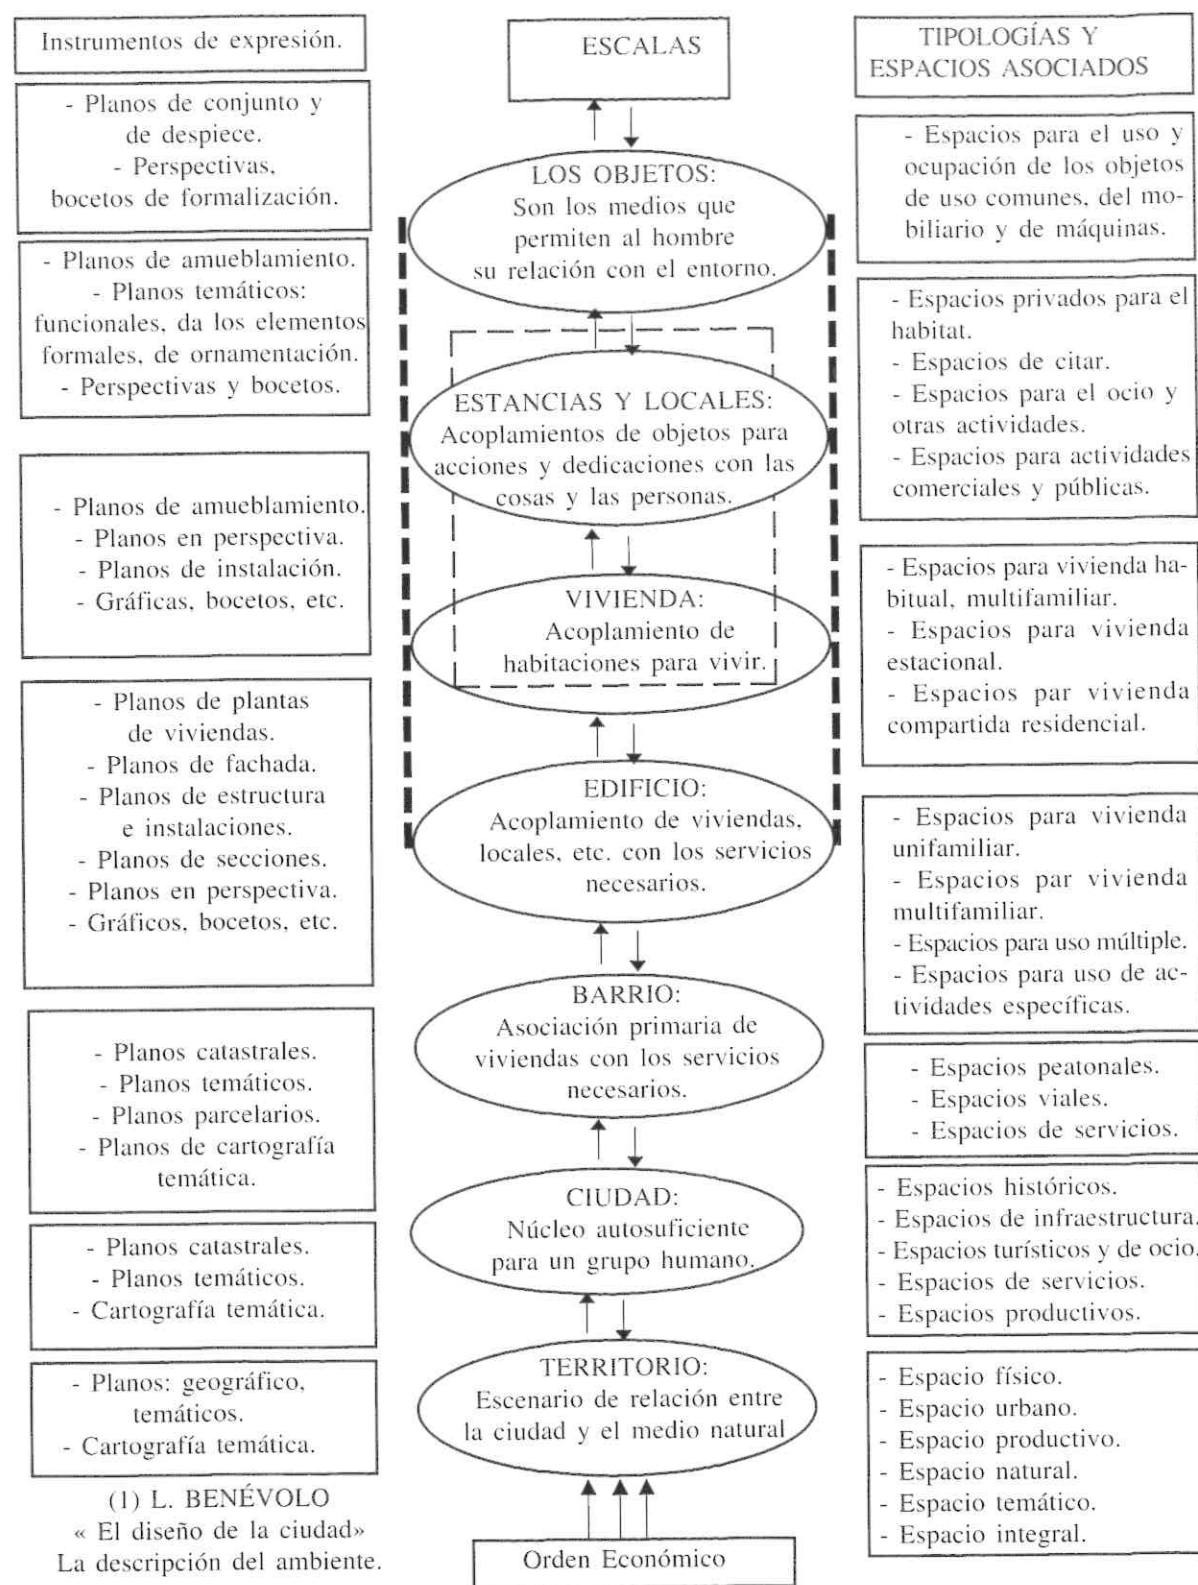 Instrumentos de expresión.
- Planos de conjunto y
de despiece.
- Perspectivas,
bocetos de formalización.
- Planos de amueblamiento.
- Planos temáticos:
funcionales, da los elementos
formales, de ornamentación.
- Perspectivas y bocetos.
- Planos de amueblamiento.
- Planos en perspectiva.
- Planos de instalación.
- Gráficas, bocetos, etc.
- Planos de plantas
de viviendas.
- Planos de fachada.
- Planos de estructura
e instalaciones.
- Planos de secciones.
- Planos en perspectiva.
- Gráficos, bocetos, etc.
- Planos catastrales.
- Planos temáticos.
- Planos parcelarios.
- Planos de cartografía
temática.
- Planos catastrales.
- Planos temáticos.
- Cartografía temática.
- Planos: geográfico,
temáticos.
- Cartografía temática.
(1) L. BENÉVOLO
« El diseño de la ciudad»
La descripción del ambiente.
ESCALAS
LOS OBJETOS:
Son los medios que
permiten al hombre
su relación con el entorno.
ESTANCIAS Y LOCALES:
Acoplamientos de objetos para
acciones y dedicaciones con las
cosas y las personas.
VIVIENDA:
Acoplamiento de
habitaciones para vivir.
EDIFICIO:
Acoplamiento de viviendas,
locales, etc. con los servicios
necesarios.
BARRIO:
Asociación primaria de
viviendas con los servicios
necesarios.
CIUDAD:
Núcleo autosuficiente
para un grupo humano.
TERRITORIO:
Escenario de relación entre
la ciudad y el medio natural
Orden Económico
TIPOLOGÍAS Y
ESPACIOS ASOCIADOS
- Espacios para el uso y
ocupación de los objetos
de uso comunes, del mo-
biliario y de máquinas.
- Espacios privados para el
habitat.
- Espacios de citar.
- Espacios para el ocio y
otras actividades.
- Espacios para actividades
comerciales y públicas.
- Espacios para vivienda ha-
bitual, multifamiliar.
- Espacios para vivienda
estacional.
- Espacios par vivienda
compartida residencial.
- Espacios para vivienda
unifamiliar.
- Espacios par vivienda
multifamiliar.
- Espacios para uso múltiple.
- Espacios para uso de ac-
tividades específicas.
- Espacios peatonales.
- Espacios viales.
- Espacios de servicios.
- Espacios históricos.
- Espacios de infraestructura.
- Espacios turísticos y de ocio.
- Espacios de servicios.
- Espacios productivos.
- Espacio físico.
- Espacio urbano.
- Espacio productivo.
- Espacio natural.
- Espacio temático.
- Espacio integral.